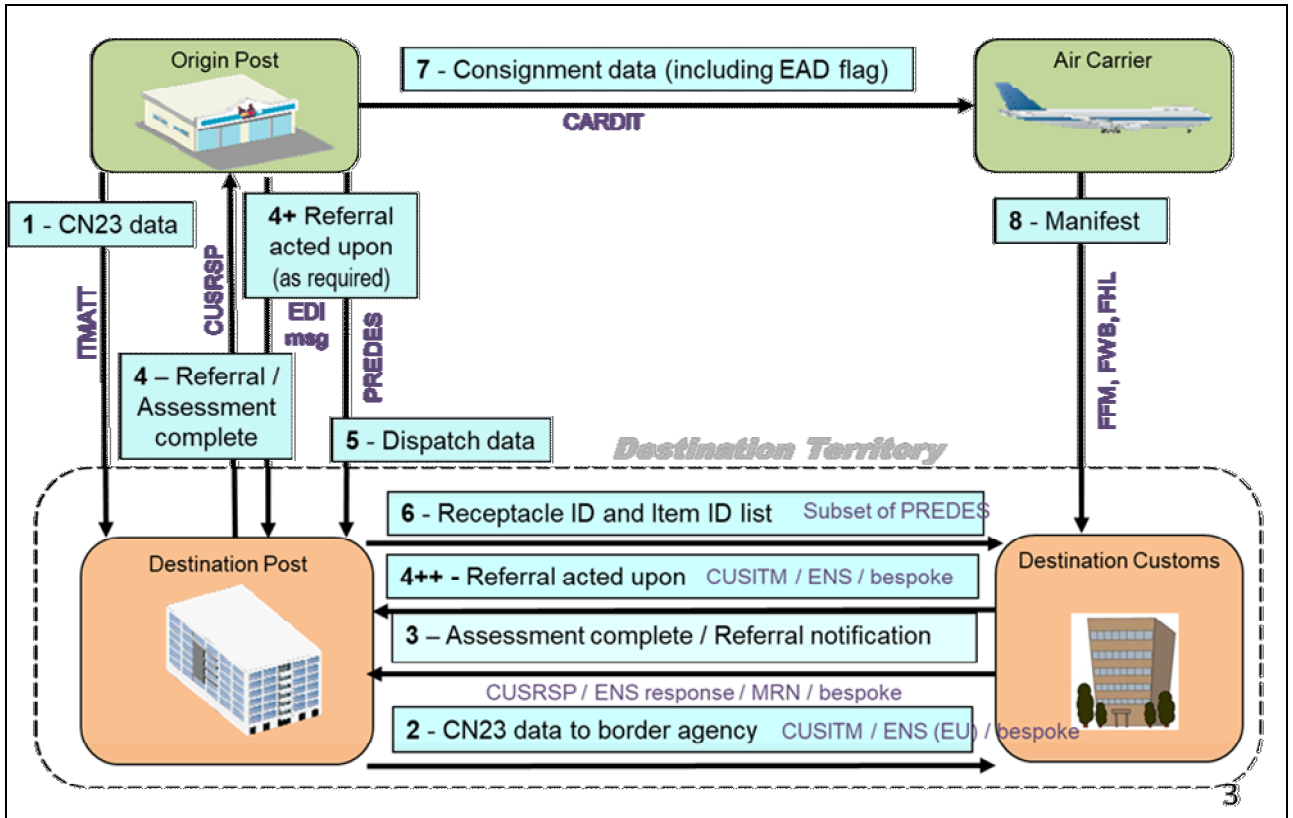 Origin Post
7 - Consignment data (including EAD flag)
CARDIT
Air Carrier
1 - CN23 data
ITMATT
CUSRSP
4+ Referral
acted upon
(as required)
EDI
msg
PREDES
8 - Manifest
FFM, FWB, FHL
4 – Referral /
Assessment
complete
5 - Dispatch data
Destination Territory
6 - Receptacle ID and Item ID list Subset of PREDES
Destination Post
4++ - Referral acted upon CUSITM / ENS / bespoke
Destination Customs
3 – Assessment complete / Referral notification
CUSRSP / ENS response / MRN / bespoke
2 - CN23 data to border agency CUSITM / ENS (EU) / bespoke
3